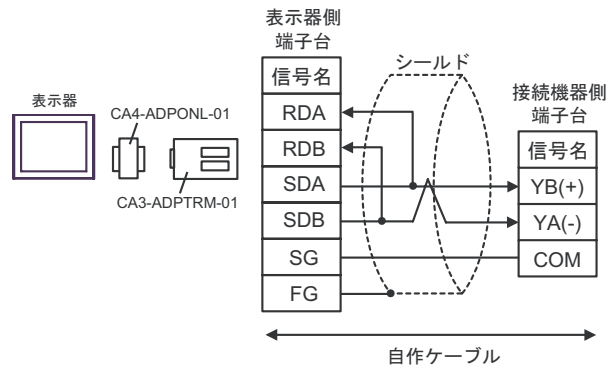 表示器側
端子台
シールド
信号名
接続機器側
端子台
表示器
CA4-ADPONL-01
RDA
RDB
信号名
CA3-ADPTRM-01
SDA
YB(+)
SDB
YA(-)
SG
COM
FG
自作ケーブル